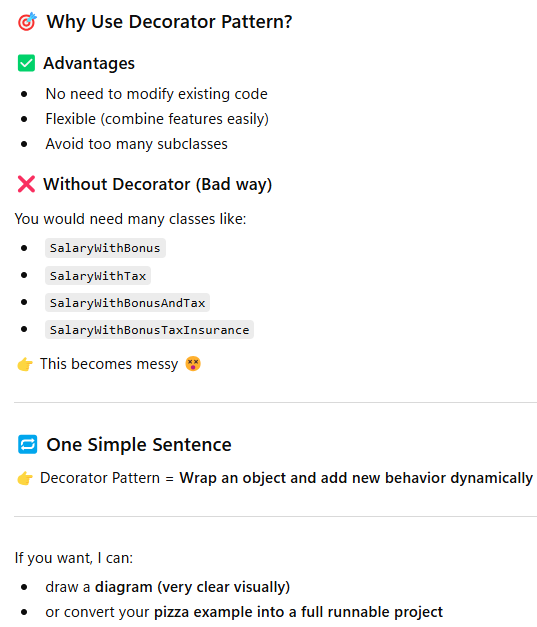 🎯 Why Use Decorator Pattern?
✅ Advantages
• No need to modify existing code
• Flexible (combine features easily)
• Avoid too many subclasses
❌ Without Decorator (Bad way)
You would need many classes like:
• SalaryWithBonus
• SalaryWithTax
• SalaryWithBonusAndTax
• SalaryWithBonusTaxInsurance
👉 This becomes messy 😵
🔁 One Simple Sentence
👉 Decorator Pattern = Wrap an object and add new behavior dynamically
If you want, I can:
• draw a diagram (very clear visually)
• or convert your pizza example into a full runnable project